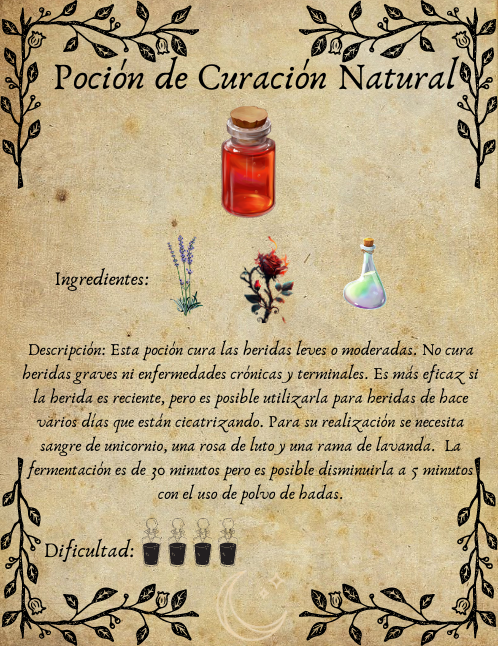 Poción de Curación Natural
Ingredientes:
Descripción: Esta poción cura las heridas leves o moderadas. No cura
heridas graves ni enfermedades crónicas y terminales. Es más eficaz si
la herida es reciente, pero es posible utilizarla para heridas de hace
varios días que están cicatrizando. Para su realización se necesita
sangre de unicornio, una rosa de luto y una rama de lavanda. La
fermentación es de 30 minutos pero es posible disminuirla a 5 minutos
con el uso de polvo de hadas.
Dificultad: